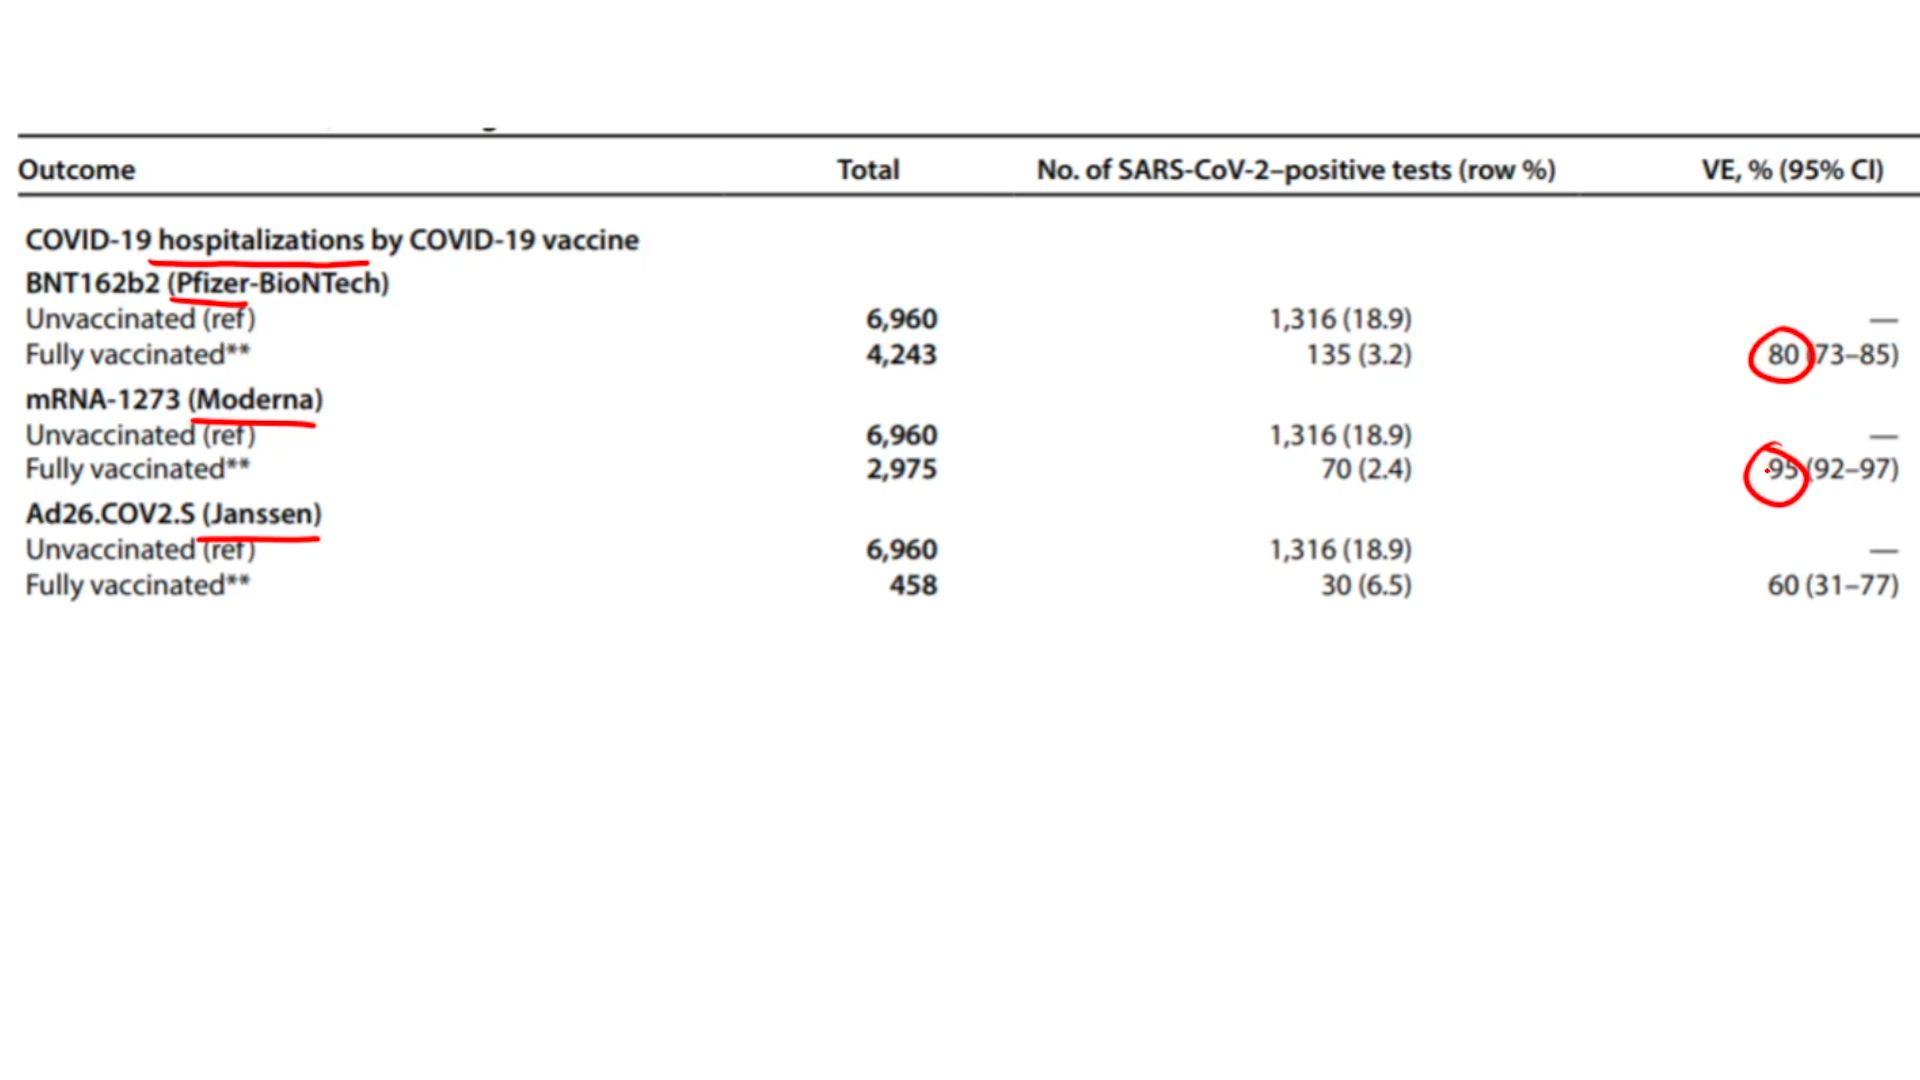 Outcome Total No. of SARS-CoV-2–positive tests (row %) VE, % (95% CI)
COVID-19 hospitalizations by COVID-19 vaccine
BNT162b2 (Pfizer-BioNTech)
Unvaccinated (ref) 6,960 1,316 (18.9) —
Fully vaccinated** 4,243 135 (3.2) 80 (73–85)
mRNA-1273 (Moderna)
Unvaccinated (ref) 6,960 1,316 (18.9) —
Fully vaccinated** 2,975 70 (2.4) 95 (92–97)
Ad26.COV2.S (Janssen)
Unvaccinated (ref) 6,960 1,316 (18.9) —
Fully vaccinated** 458 30 (6.5) 60 (31–77)